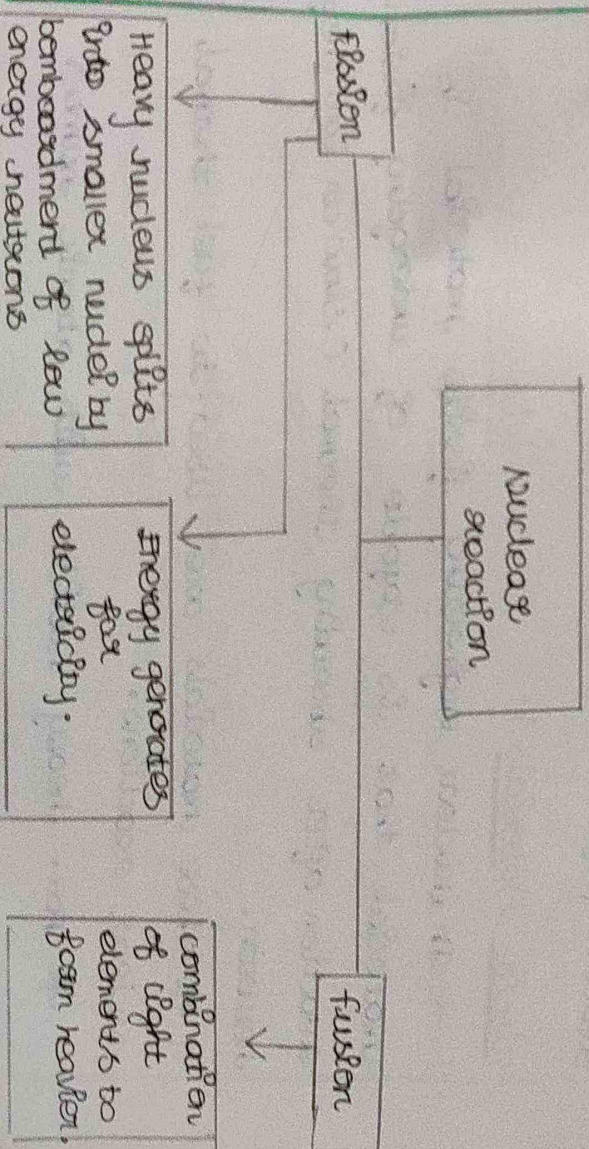 Nuclear
reaction
Fission
fusion
Heavy nucleus splits
into smaller nuclei by
bombardment of low
energy neutrons
Energy generates
for
electricity.
combination
of light
elements to
form heavier.